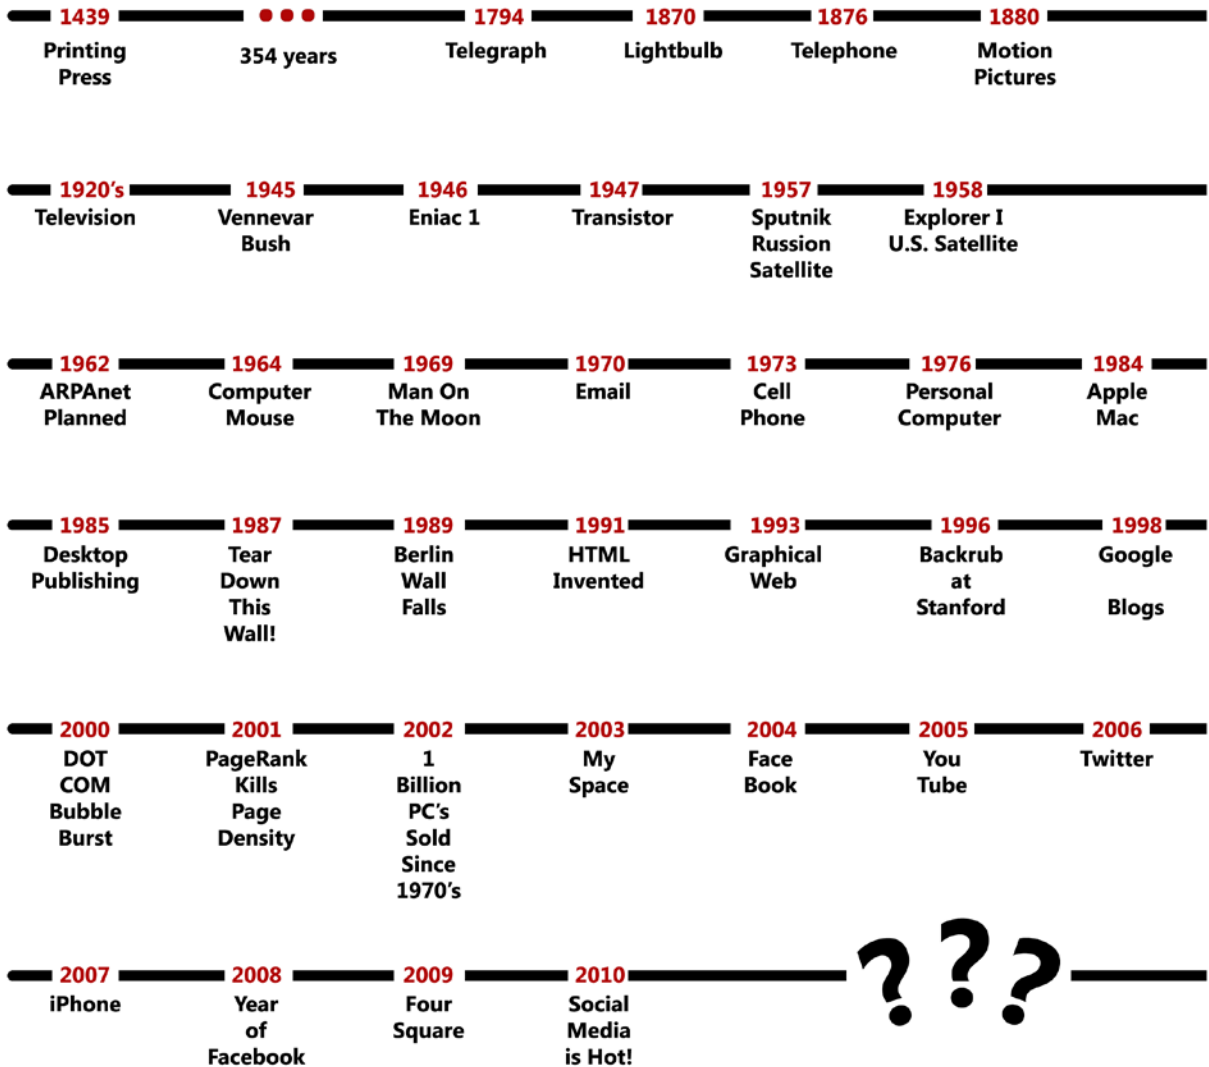 1439 1794 1870 1876 1880
Printing Press
354 years
Telegraph
Lightbulb
Telephone
Motion Pictures
1920's 1945 1946 1947 1957 1958
Television
Vennevar Bush
Eniac 1
Transistor
Sputnik Russion Satellite
Explorer I U.S. Satellite
1962 1964 1969 1970 1973 1976 1984
ARPAnet Planned
Computer Mouse
Man On The Moon
Email
Cell Phone
Personal Computer
Apple Mac
1985 1987 1989 1991 1993 1996 1998
Desktop Publishing
Tear Down This Wall!
Berlin Wall Falls
HTML Invented
Graphical Web
Backrub at Stanford
Google
Blogs
2000 2001 2002 2003 2004 2005 2006
DOT COM Bubble Burst
PageRank Kills Page Density
1 Billion PC's Sold Since 1970's
My Space
Face Book
You Tube
Twitter
2007 2008 2009 2010 ???
iPhone
Year of Facebook
Four Square
Social Media is Hot!